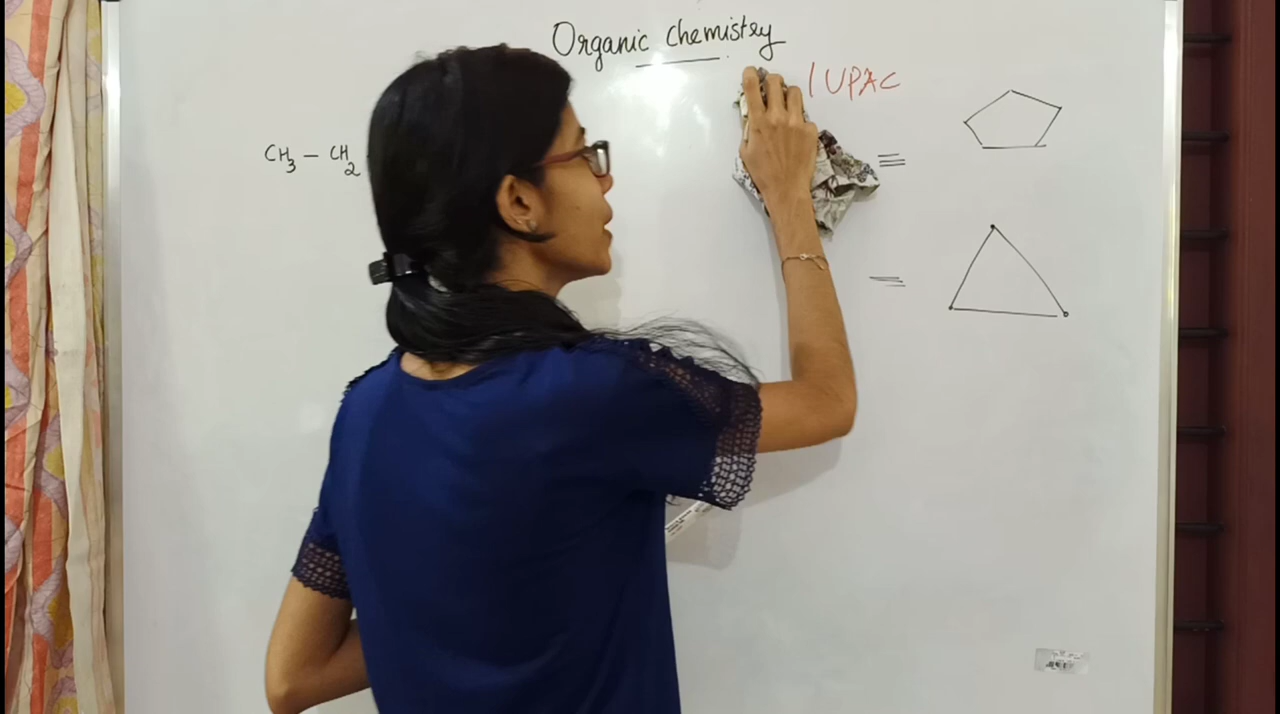 Organic Chemistry
IUPAC
CH3 – CH2
=
=